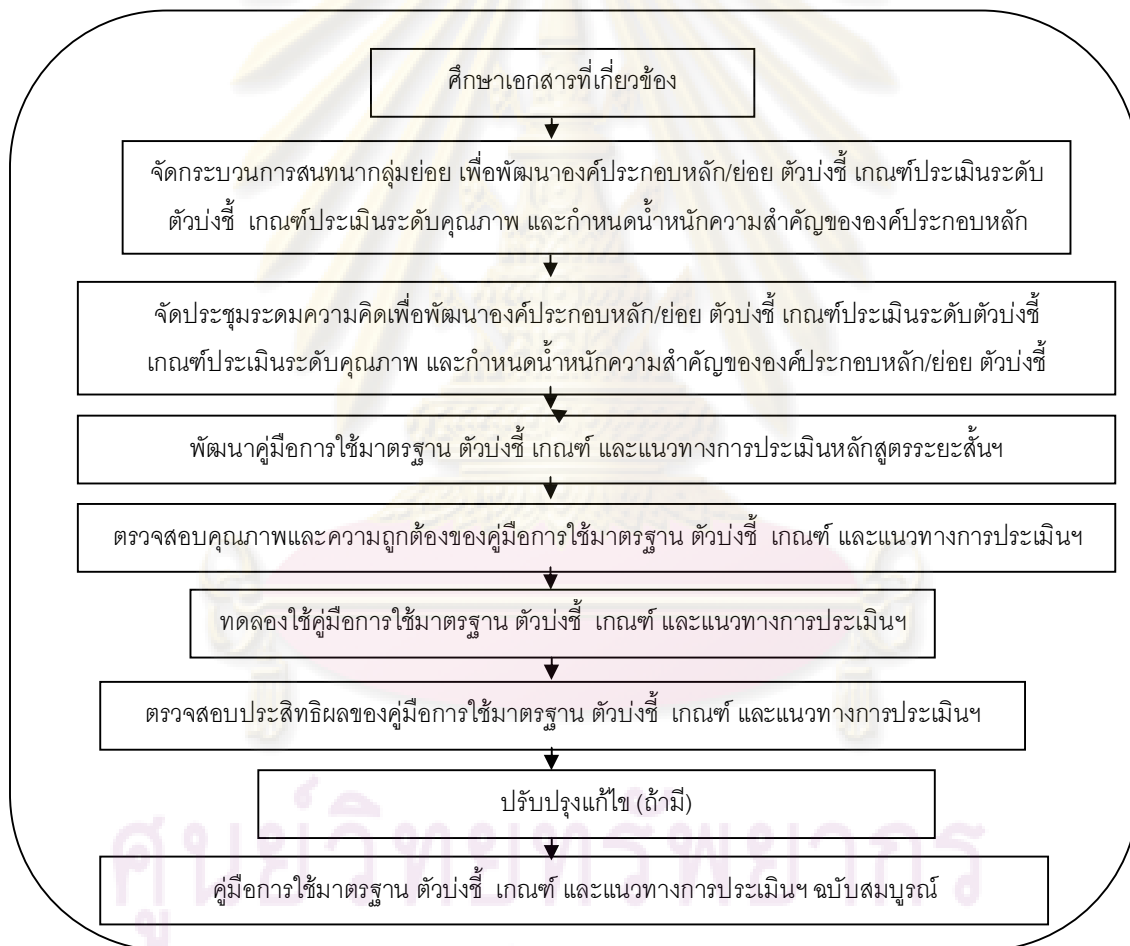 ศึกษาเอกสารที่เกี่ยวข้อง
จัดกระบวนการสนทนากลุ่มย่อย เพื่อพัฒนาองค์ประกอบหลัก/ย่อย ตัวบ่งชี้ เกณฑ์ประเมินระดับ
ตัวบ่งชี้ เกณฑ์ประเมินระดับคุณภาพ และกำหนดน้ำหนักความสำคัญขององค์ประกอบหลัก
จัดประชุมระดมความคิดเพื่อพัฒนาองค์ประกอบหลัก/ย่อย ตัวบ่งชี้ เกณฑ์ประเมินระดับตัวบ่งชี้
เกณฑ์ประเมินระดับคุณภาพ และกำหนดน้ำหนักความสำคัญขององค์ประกอบหลัก/ย่อย ตัวบ่งชี้
พัฒนาคู่มือการใช้มาตรฐาน ตัวบ่งชี้ เกณฑ์ และแนวทางการประเมินหลักสูตรระยะสั้นฯ
ตรวจสอบคุณภาพและความถูกต้องของคู่มือการใช้มาตรฐาน ตัวบ่งชี้ เกณฑ์ และแนวทางการประเมินฯ
ทดลองใช้คู่มือการใช้มาตรฐาน ตัวบ่งชี้ เกณฑ์ และแนวทางการประเมินฯ
ตรวจสอบประสิทธิผลของคู่มือการใช้มาตรฐาน ตัวบ่งชี้ เกณฑ์ และแนวทางการประเมินฯ
ปรับปรุงแก้ไข (ถ้ามี)
คู่มือการใช้มาตรฐาน ตัวบ่งชี้ เกณฑ์ และแนวทางการประเมินฯ ฉบับสมบูรณ์
ศูนย์วิทยทรัพยากร